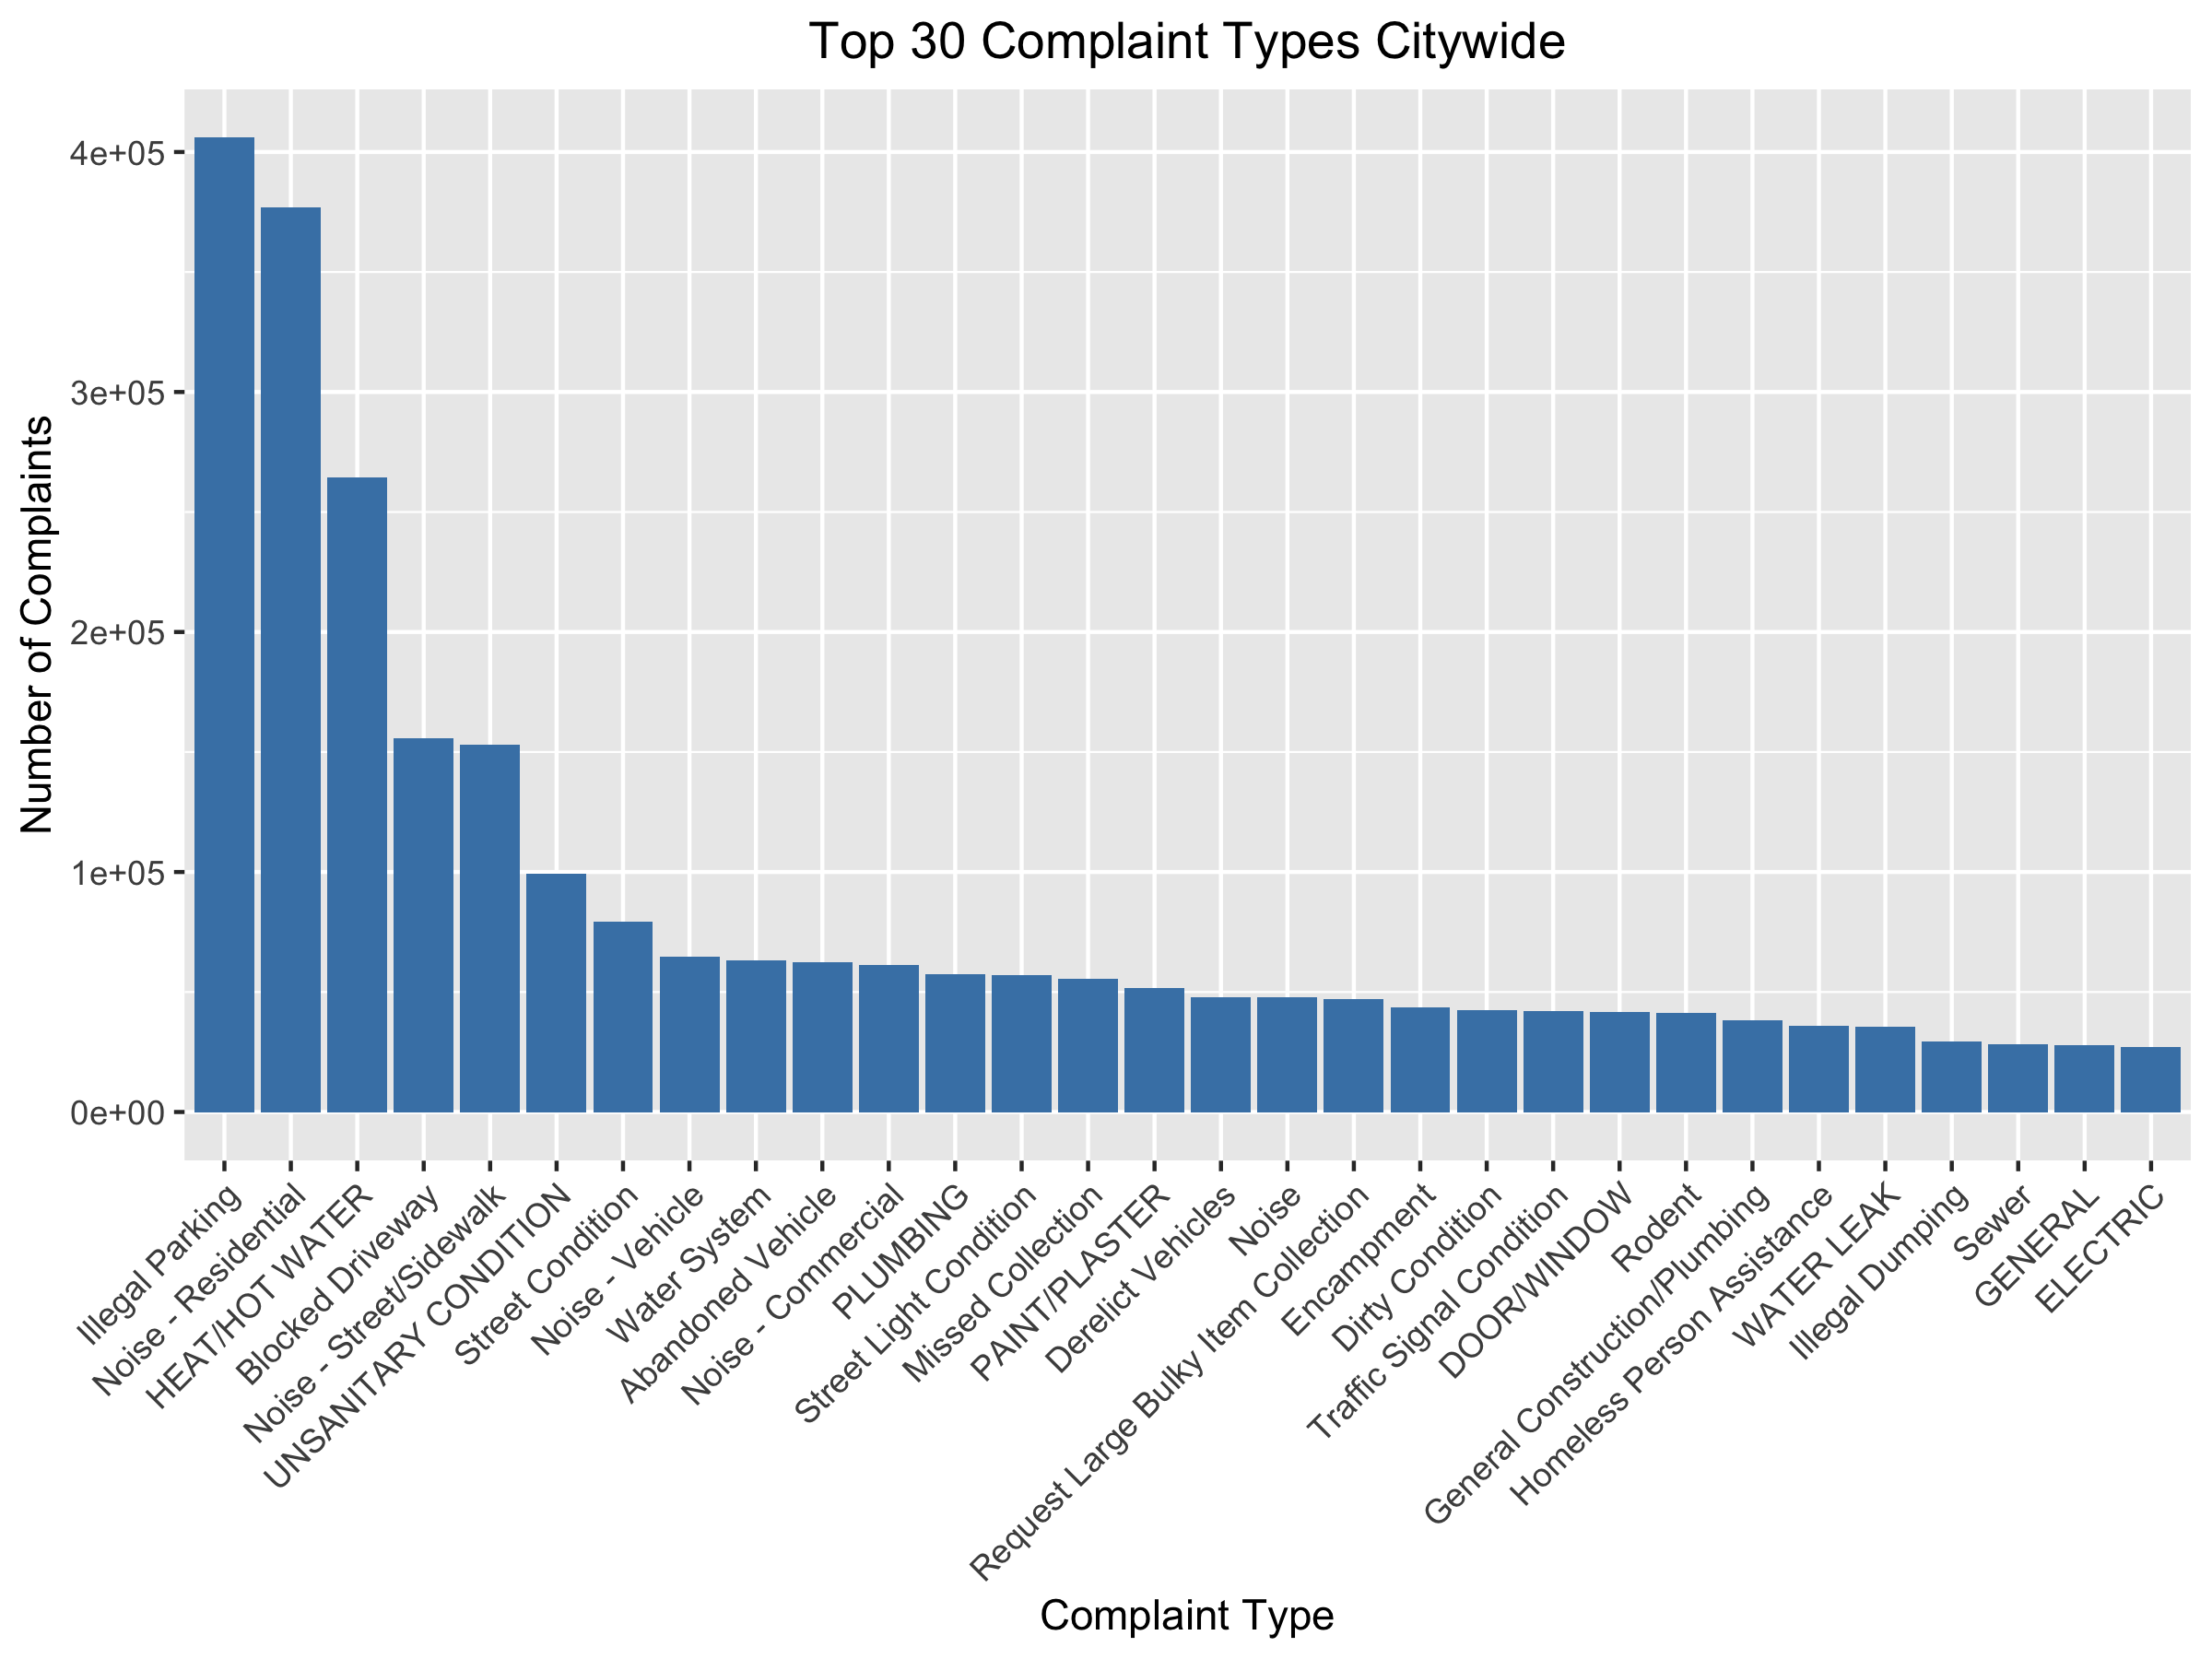 Top 30 Complaint Types Citywide
Number of Complaints
4e+05
3e+05
2e+05
1e+05
0e+00
Illegal Parking
Noise - Residential
HEAT/HOT WATER
Blocked Driveway
Noise - Street/Sidewalk
UNSANITARY CONDITION
Street Condition
Noise - Vehicle
Water System
Abandoned Vehicle
Noise - Commercial
PLUMBING
Street Light Condition
Missed Collection
PAINT/PLASTER
Derelict Vehicles
Noise
Request Large Bulky Item Collection
Encampment
Dirty Condition
Traffic Signal Condition
DOOR/WINDOW
Rodent
General Construction/Plumbing
Homeless Person Assistance
WATER LEAK
Illegal Dumping
Sewer
GENERAL
ELECTRIC
Complaint Type